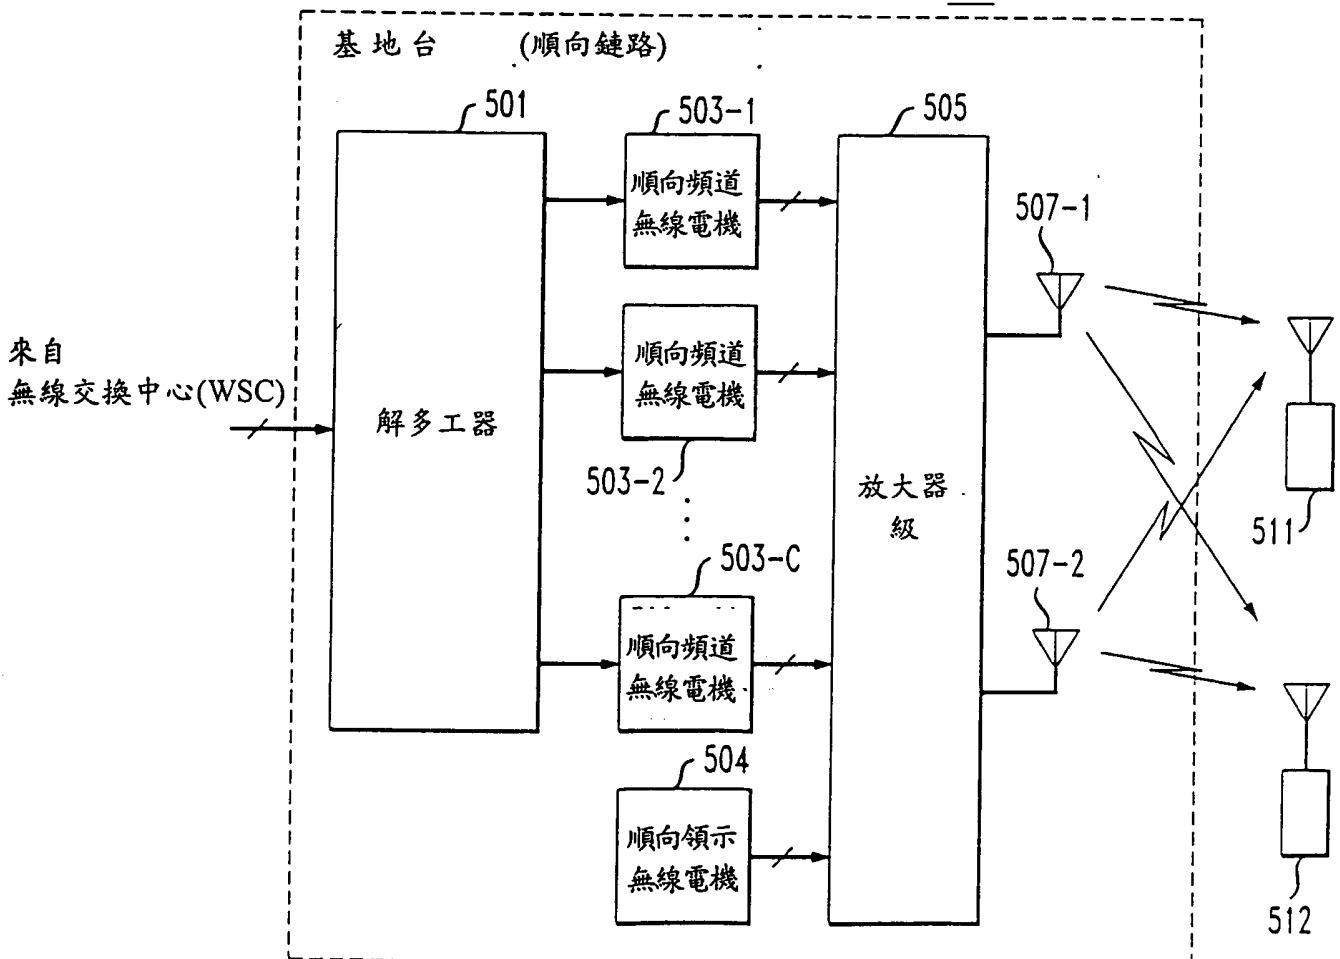 基地台 (順向鏈路)
501
503-1
505
順向頻道
無線電機
507-1
順向頻道
無線電機
來自
無線交換中心(WSC)
解多工器
503-2
放大器
級
511
503-C
507-2
順向頻道
無線電機
504
順向領示
無線電機
512